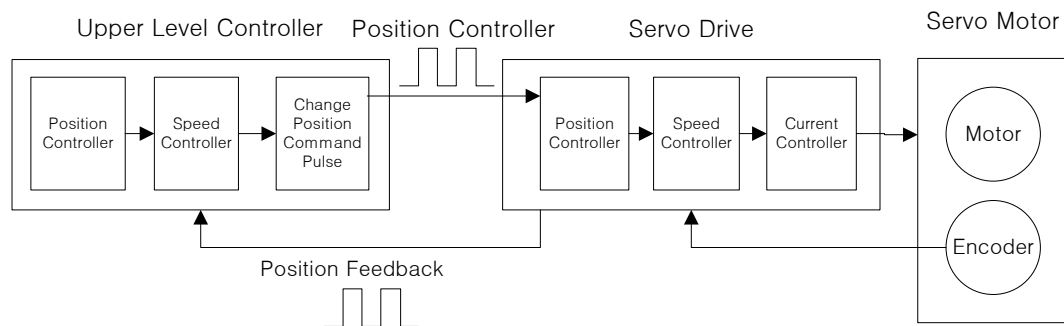 Upper Level Controller
Position Controller
Servo Drive
Servo Motor
Position
Controller
Speed
Controller
Change
Position
Command
Pulse
Position
Controller
Speed
Controller
Current
Controller
Motor
Encoder
Position Feedback